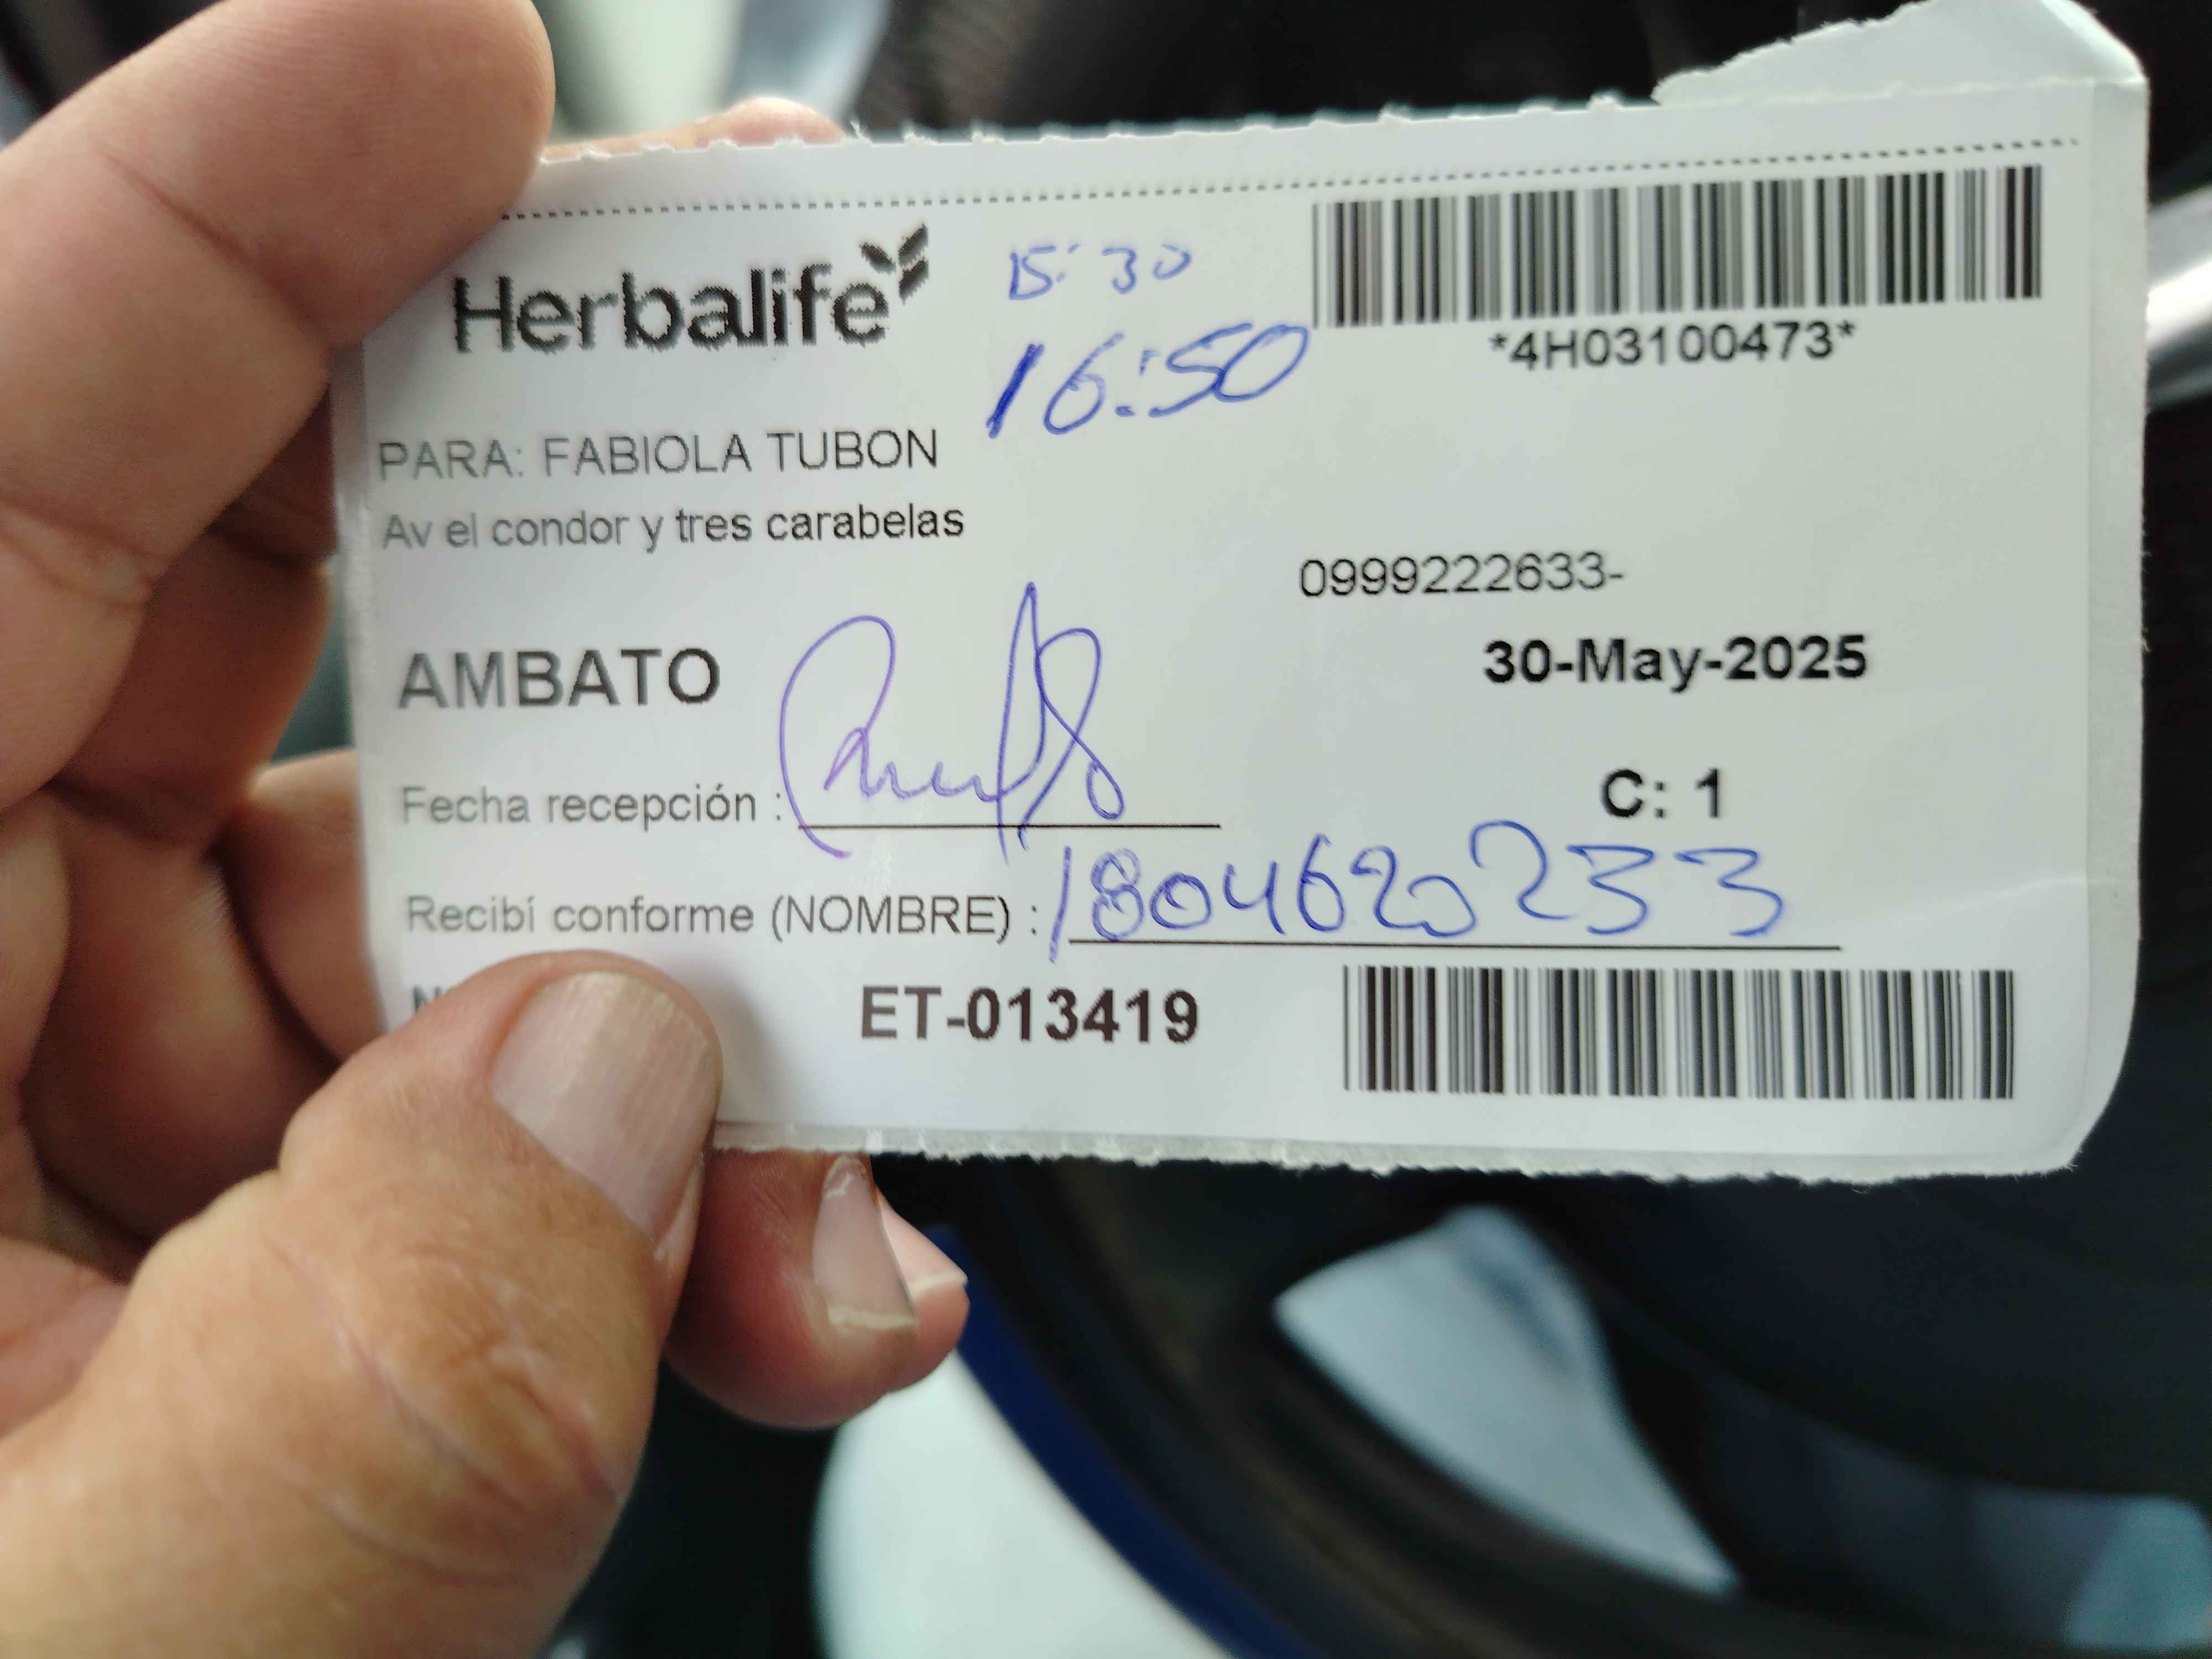 Herbalife
15:30
16:50
*4H03100473*
PARA: FABIOLA TUBON
Av el condor y tres carabelas
0999222633-
AMBATO
30-May-2025
Fecha recepción :
C: 1
Recibí conforme (NOMBRE) : 1804620233
ET-013419